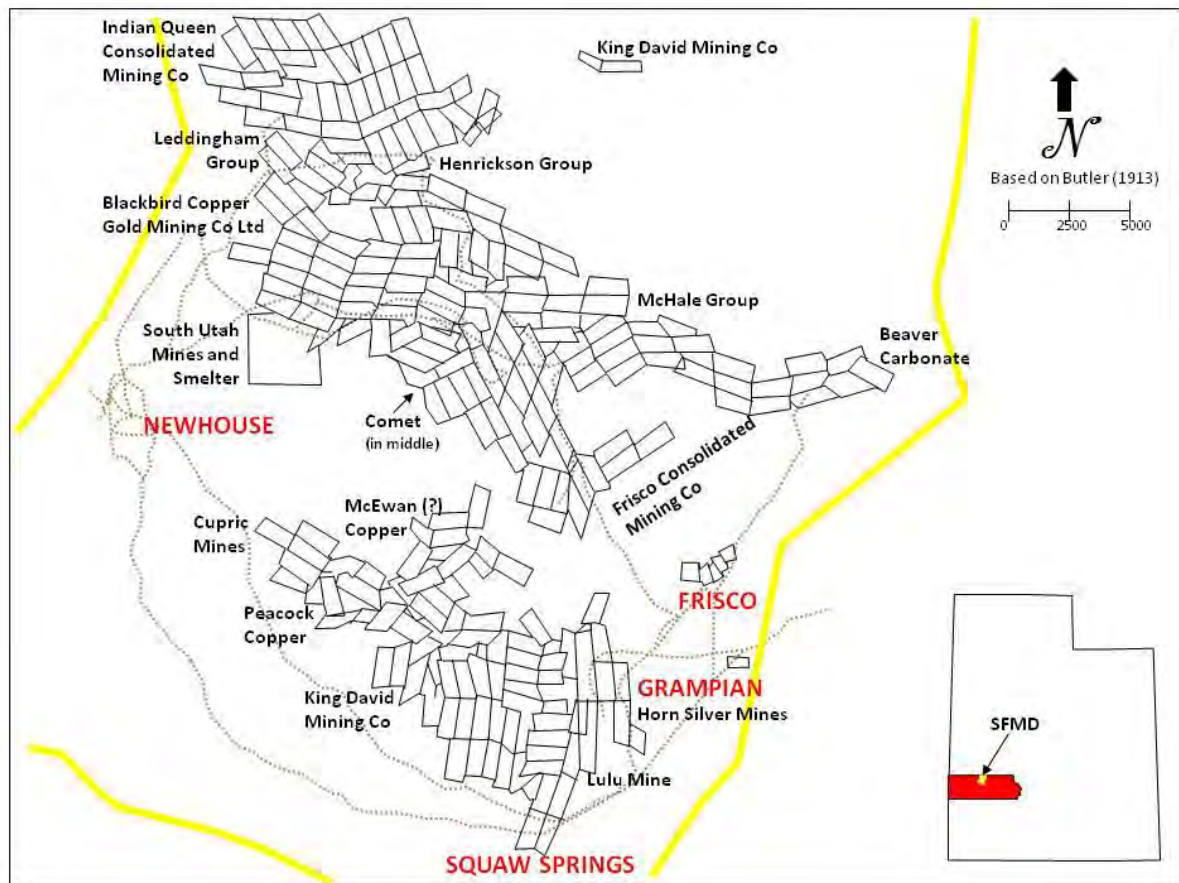 Indian Queen
Consolidated
Mining Co
King David Mining Co
N
Based on Butler (1913)
0 2500 5000
Leddingham
Group
Henrickson Group
Blackbird Copper
Gold Mining Co Ltd
McHale Group
South Utah
Mines and
Smelter
Beaver
Carbonate
NEWHOUSE
Comet
(in middle)
Frisco Consolidated
Mining Co
McEwan (?)
Copper
Cupric
Mines
FRISCO
Peacock
Copper
GRAMPIAN
Horn Silver Mines
King David
Mining Co
SFMD
Lulu Mine
SQUAW SPRINGS